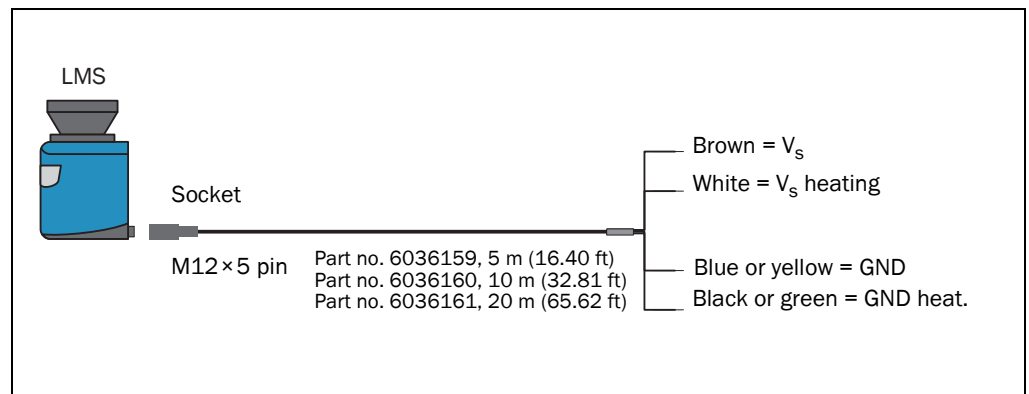 LMS
Socket
M12×5 pin
Part no. 6036159, 5 m (16.40 ft)
Part no. 6036160, 10 m (32.81 ft)
Part no. 6036161, 20 m (65.62 ft)
Brown = Vs
White = Vs heating
Blue or yellow = GND
Black or green = GND heat.